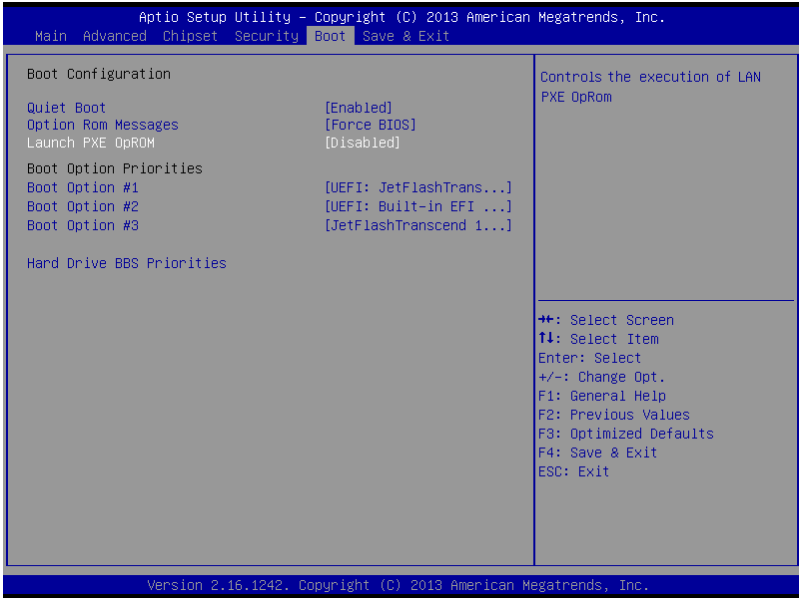 Aptio Setup Utility – Copyright (C) 2013 American Megatrends, Inc.
Main Advanced Chipset Security Boot Save & Exit
Boot Configuration
Quiet Boot [Enabled]
Option Rom Messages [Force BIOS]
Launch PXE OpROM [Disabled]
Boot Option Priorities
Boot Option #1 [UEFI: JetFlashTrans...]
Boot Option #2 [UEFI: Built-in EFI ...]
Boot Option #3 [JetFlashTranscend 1...]
Hard Drive BBS Priorities
Controls the execution of LAN
PXE OpRom
→←: Select Screen
↑↓: Select Item
Enter: Select
+/-: Change Opt.
F1: General Help
F2: Previous Values
F3: Optimized Defaults
F4: Save & Exit
ESC: Exit
Version 2.16.1242. Copyright (C) 2013 American Megatrends, Inc.